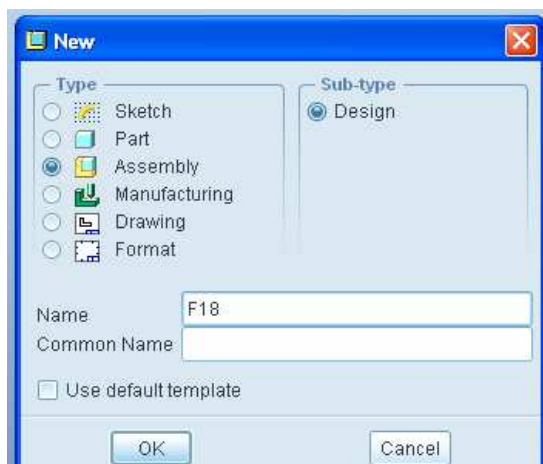 New
Type
Sub-type
Sketch
Design
Part
Assembly
Manufacturing
Drawing
Format
Name
F18
Common Name
Use default template
OK
Cancel